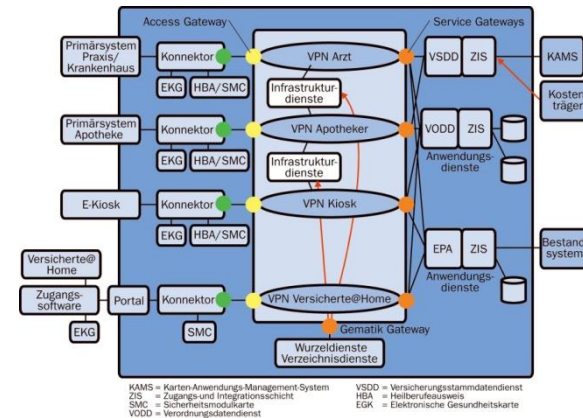 Access Gateway
Service Gateways
Primärsystem
Praxis/
Krankenhaus
Konnektor
VPN Arzt
VSDD
ZIS
KAMS
EKG
HBA/SMC
Infrastruktur-
dienste
Kosten-
träger
Primärsystem
Apotheke
Konnektor
VPN Apotheker
VODD
ZIS
EKG
HBA/SMC
Anwendungs-
dienste
Infrastruktur-
dienste
E-Kiosk
Konnektor
VPN Kiosk
EKG
HBA/SMC
EPA
ZIS
Bestands-
system
Versicherte@
Home
Anwendungs-
dienste
Zugangs-
software
Portal
Konnektor
VPN Versicherte@Home
EKG
SMC
Gematik Gateway
Wurzeldienste
Verzeichnisdienste
KAMS = Karten-Anwendungs-Management-System
ZIS = Zugangs-und Integrationsschicht
SMC = Sicherheitsmodulkarte
VODD = Verordnungsdatendienst
VSDD = Versicherungsstammdatendienst
HBA = Heilberufeausweis
EGK = Elektronische Gesundheitskarte